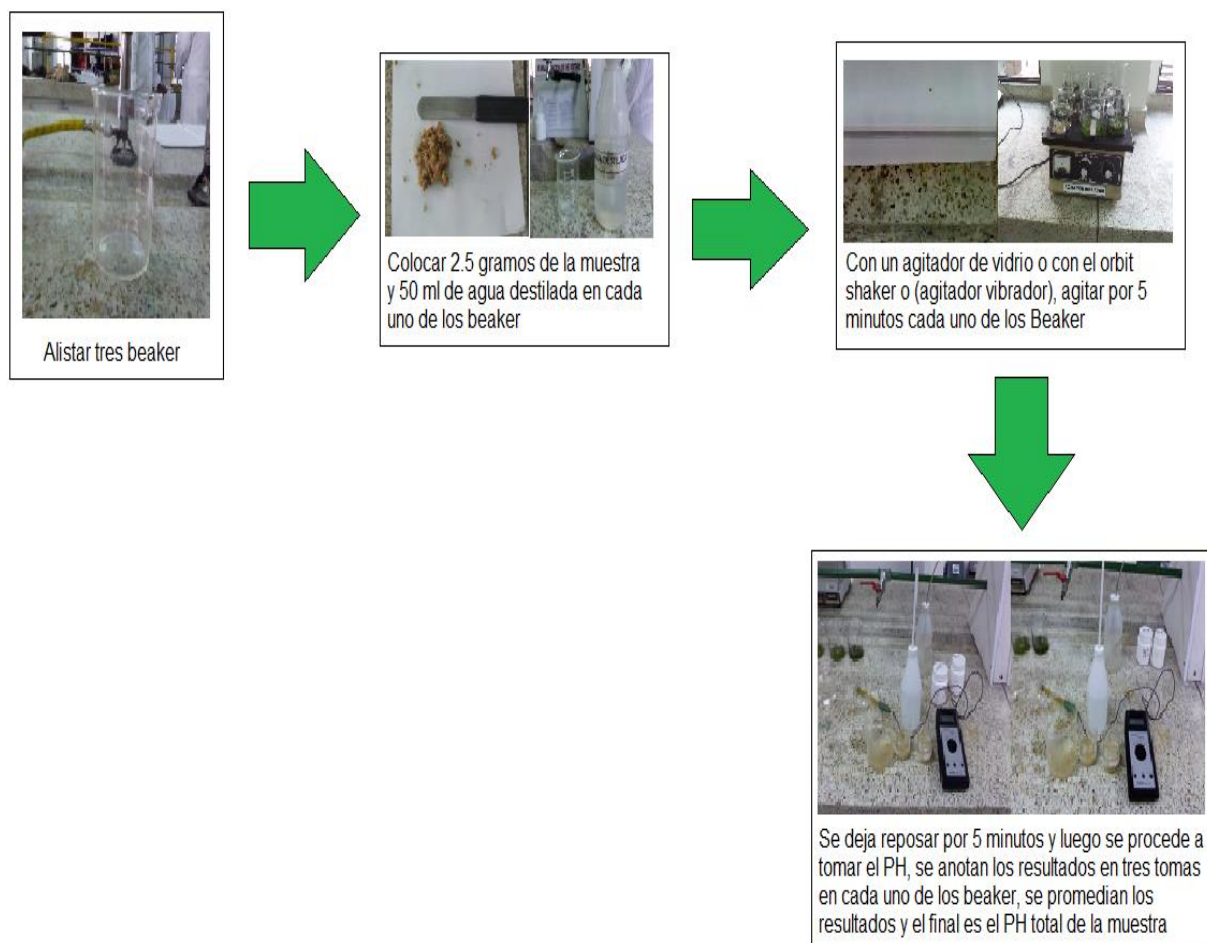 Alistar tres beaker
Colocar 2.5 gramos de la muestra
y 50 ml de agua destilada en cada
uno de los beaker
Con un agitador de vidrio o con el orbit
shaker o (agitador vibrador), agitar por 5
minutos cada uno de los Beaker
Se deja reposar por 5 minutos y luego se procede a
tomar el PH, se anotan los resultados en tres tomas
en cada uno de los beaker, se promedian los
resultados y el final es el PH total de la muestra